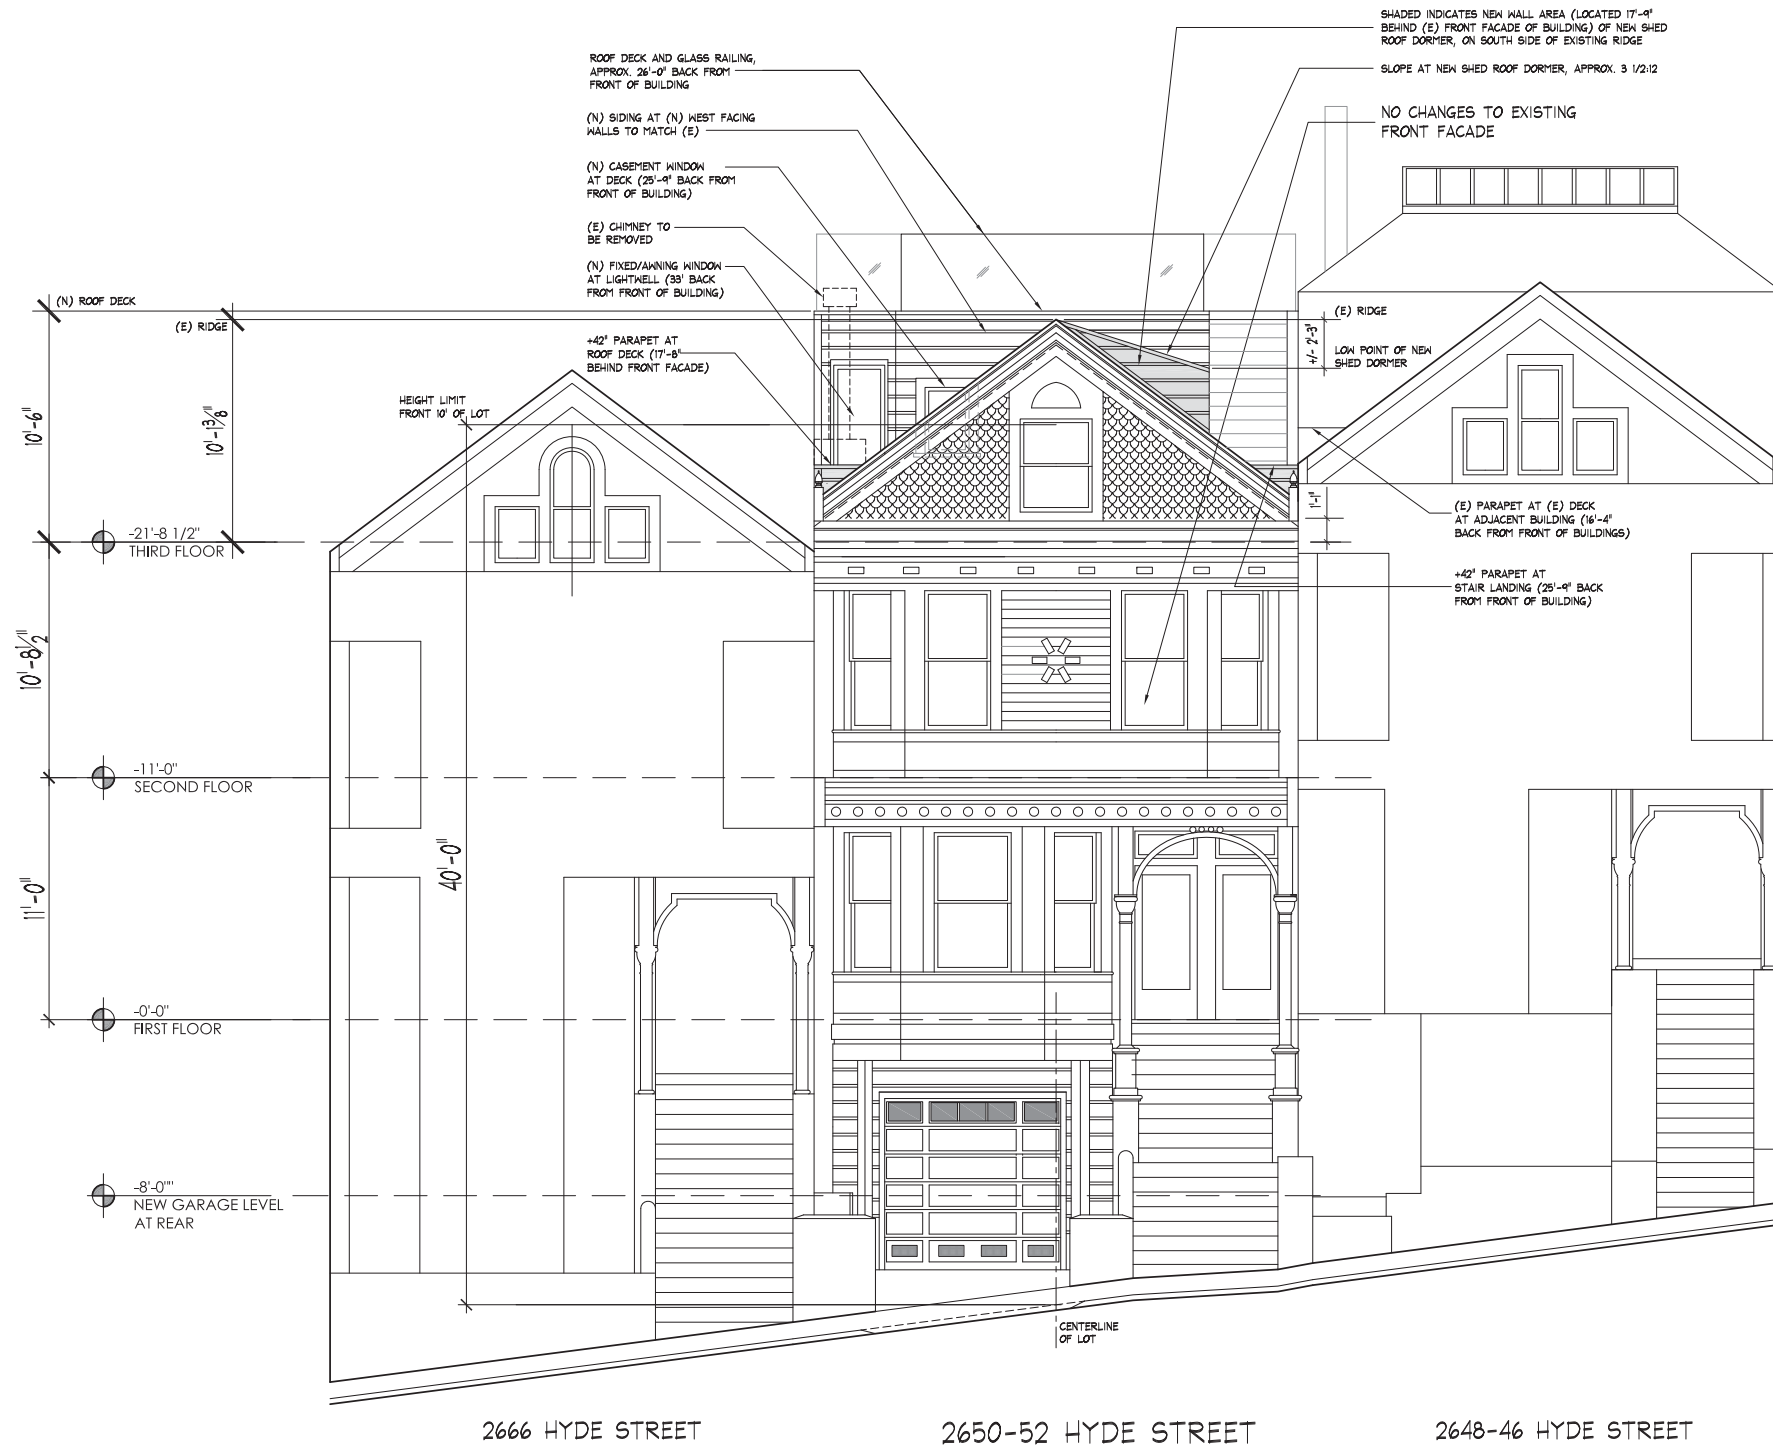 SHADED INDICATES NEW WALL AREA (LOCATED 17'-9"
BEHIND (E) FRONT FACADE OF BUILDING) OF NEW SHED
ROOF DORMER, ON SOUTH SIDE OF EXISTING RIDGE
SLOPE AT NEW SHED ROOF DORMER, APPROX. 3 1/2:12
NO CHANGES TO EXISTING
FRONT FACADE
ROOF DECK AND GLASS RAILING,
APPROX. 26'-0" BACK FROM
FRONT OF BUILDING
(N) SIDING AT (N) WEST FACING
WALLS TO MATCH (E)
(N) CASEMENT WINDOW
AT DECK (25'-9" BACK FROM
FRONT OF BUILDING)
(E) CHIMNEY TO
BE REMOVED
(N) FIXED/AWNING WINDOW
AT LIGHTWELL (33' BACK
FROM FRONT OF BUILDING)
+42" PARAPET AT
ROOF DECK (17'-8"
BEHIND FRONT FACADE)
(N) ROOF DECK
(E) RIDGE
HEIGHT LIMIT
FRONT 10' OF LOT
10'-6"
10'-1 3/8"
(E) RIDGE
+/- 2'-3"
LOW POINT OF NEW
SHED DORMER
1'-1"
(E) PARAPET AT (E) DECK
AT ADJACENT BUILDING (16'-4"
BACK FROM FRONT OF BUILDINGS)
+42" PARAPET AT
STAIR LANDING (25'-9" BACK
FROM FRONT OF BUILDING)
-21'-8 1/2"
THIRD FLOOR
10'-8 1/2"
-11'-0"
SECOND FLOOR
40'-0"
11'-0"
-0'-0"
FIRST FLOOR
-8'-0""
NEW GARAGE LEVEL
AT REAR
CENTERLINE
OF LOT
2666 HYDE STREET
2650-52 HYDE STREET
2648-46 HYDE STREET